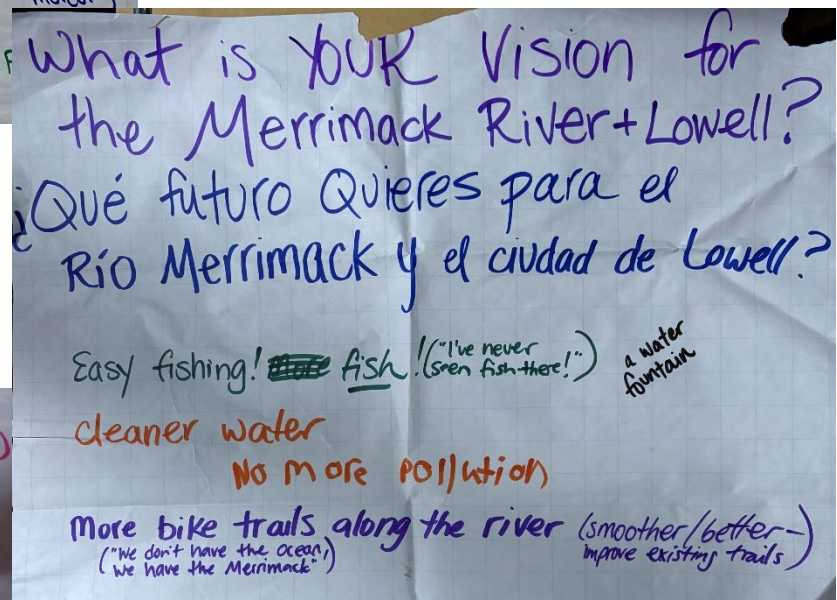 What is YOUR Vision for
the Merrimack River + Lowell?
¿Qué futuro Quieres para el
Río Merrimack y el ciudad de Lowell?
Easy fishing! fish! ("I've never
seen fish there!")
a water
fountain
cleaner water
No more pollution
More bike trails along the river (smoother/better-
improve existing trails)
("We don't have the ocean,
we have the Merrimack")